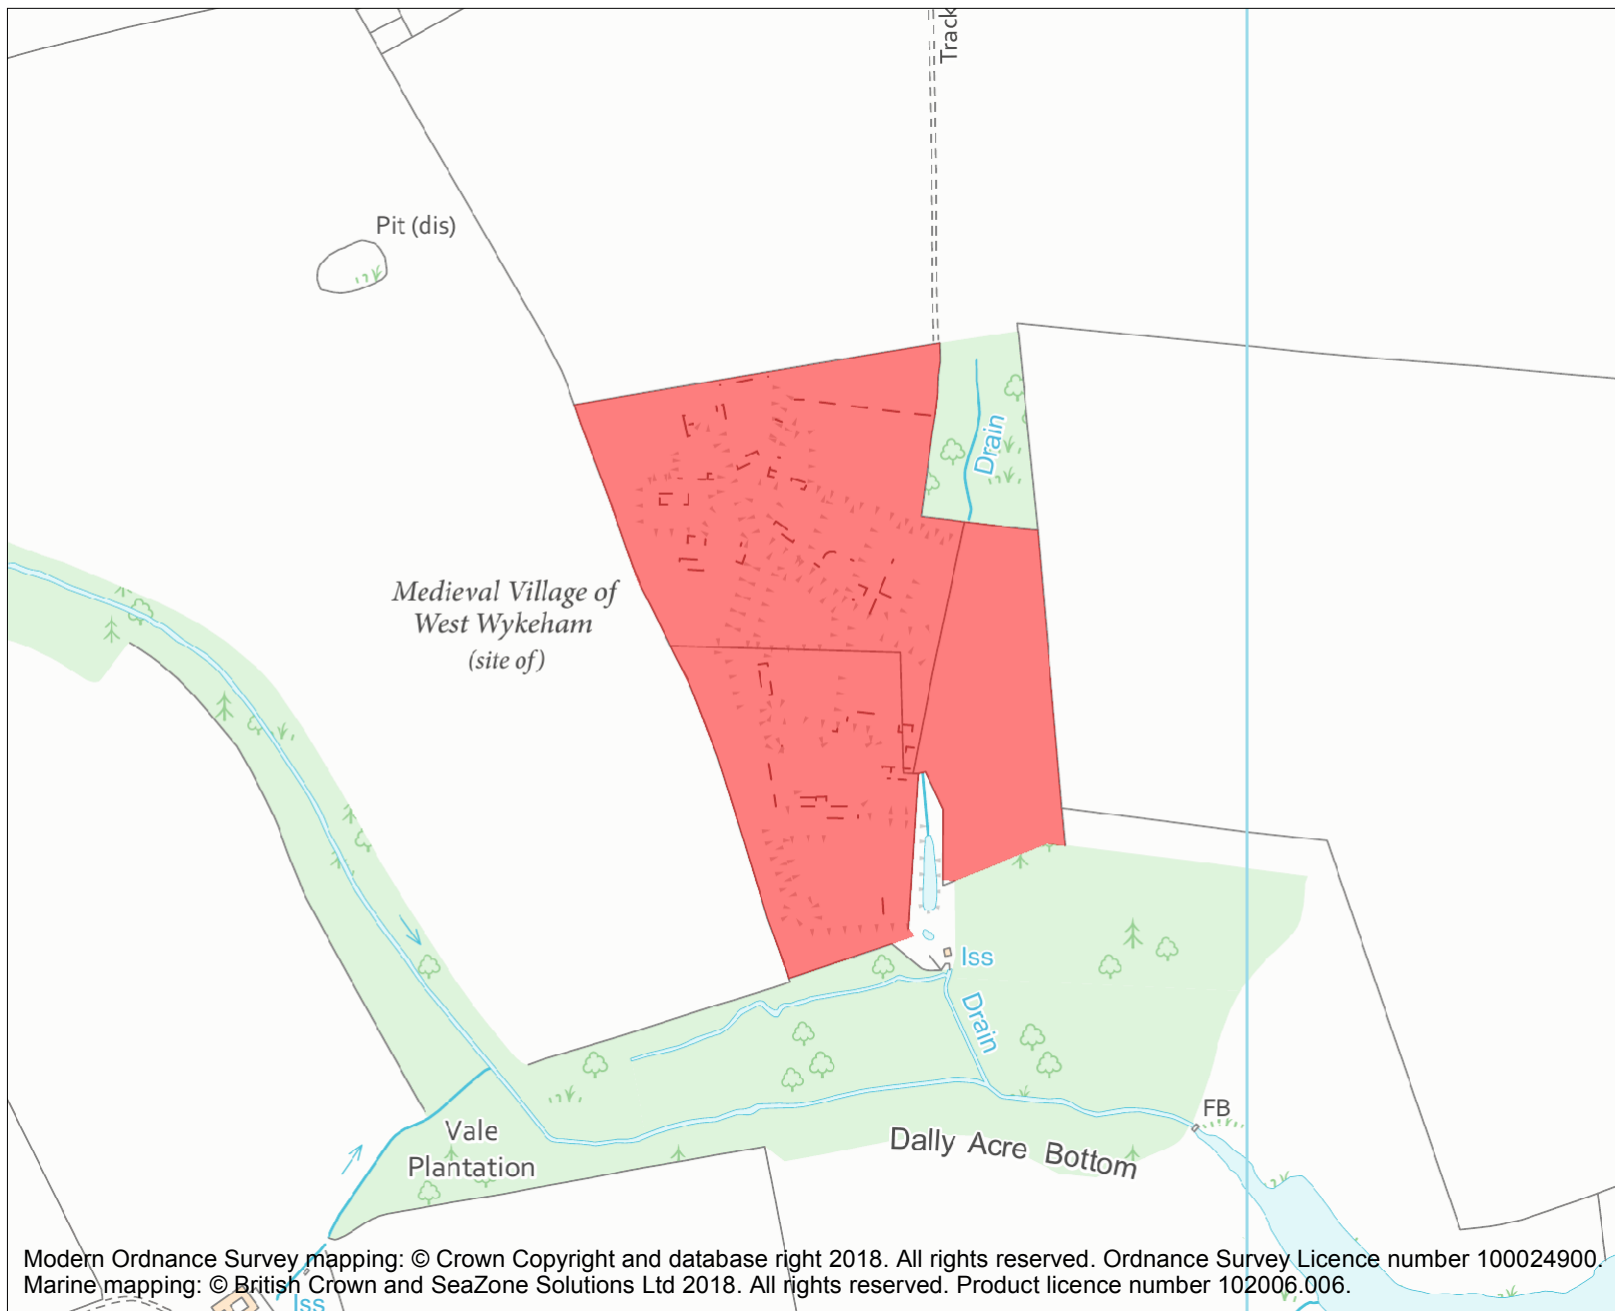 Track
Pit (dis)
Drain
Medieval Village of
West Wykeham
(site of)
Iss
Drain
FB
Vale
Plantation
Dally Acre Bottom
Modern Ordnance Survey mapping: © Crown Copyright and database right 2018. All rights reserved. Ordnance Survey Licence number 100024900.
Marine mapping: © British Crown and SeaZone Solutions Ltd 2018. All rights reserved. Product licence number 102006.006.
Iss